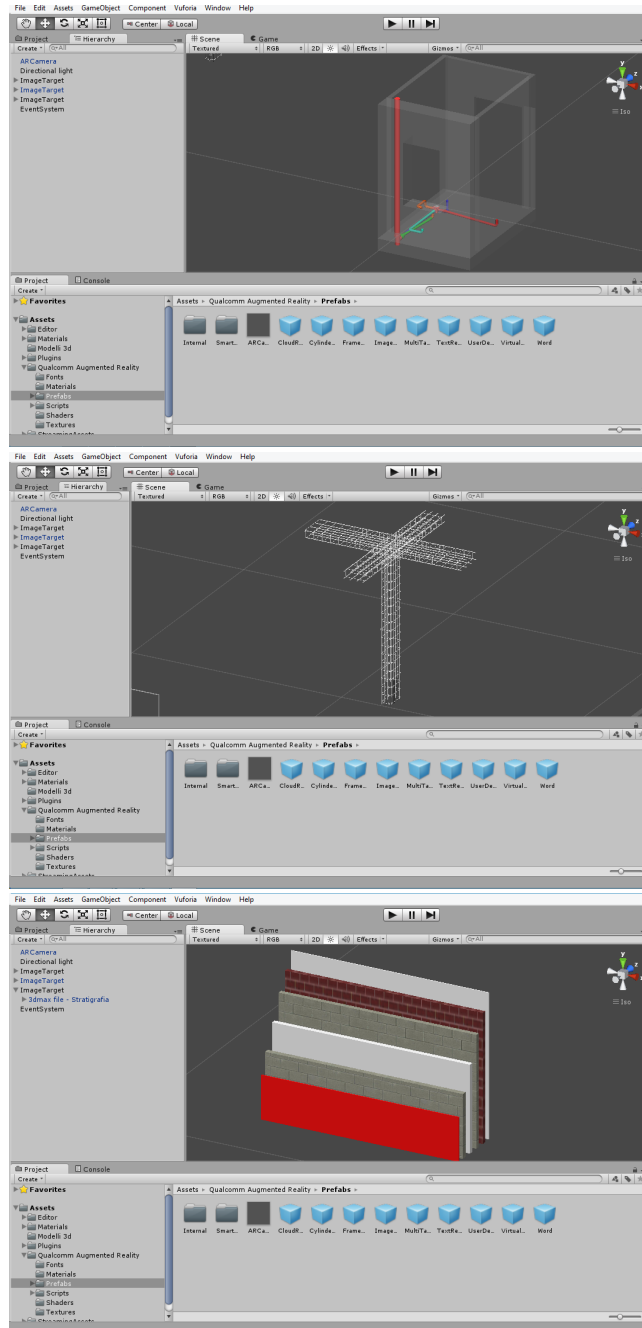 File Edit Assets GameObject Component Vuforia Window Help
Center Local
Project Hierarchy Scene Game
Create All Textured RGB 2D Effects Gizmos All
ARCamera
Directional light
ImageTarget
ImageTarget
ImageTarget
EventSystem
y
z
x
Iso
Project Console
Create
Favorites Assets Qualcomm Augmented Reality Prefabs
Assets
Editor
Materials
Modelli 3d
Plugins
Qualcomm Augmented Reality
Fonts
Materials
Prefabs
Scripts
Shaders
Textures
StreamingAssets
Internal Smart... ARCa... CloudR... Cylinde... Frame... Image... MultiTa... TextRe... UserDe... Virtual... Word
File Edit Assets GameObject Component Vuforia Window Help
Center Local
Project Hierarchy Scene Game
Create All Textured RGB 2D Effects Gizmos All
ARCamera
Directional light
ImageTarget
ImageTarget
ImageTarget
EventSystem
y
z
x
Iso
Project Console
Create
Favorites Assets Qualcomm Augmented Reality Prefabs
Assets
Editor
Materials
Modelli 3d
Plugins
Qualcomm Augmented Reality
Fonts
Materials
Prefabs
Scripts
Shaders
Textures
StreamingAssets
Internal Smart... ARCa... CloudR... Cylinde... Frame... Image... MultiTa... TextRe... UserDe... Virtual... Word
File Edit Assets GameObject Component Vuforia Window Help
Center Local
Project Hierarchy Scene Game
Create All Textured RGB 2D Effects Gizmos All
ARCamera
Directional light
ImageTarget
ImageTarget
ImageTarget
3dmax file - Stratigrafia
EventSystem
y
z
x
Iso
Project Console
Create
Favorites Assets Qualcomm Augmented Reality Prefabs
Assets
Editor
Materials
Modelli 3d
Plugins
Qualcomm Augmented Reality
Fonts
Materials
Prefabs
Scripts
Shaders
Textures
StreamingAssets
Internal Smart... ARCa... CloudR... Cylinde... Frame... Image... MultiTa... TextRe... UserDe... Virtual... Word